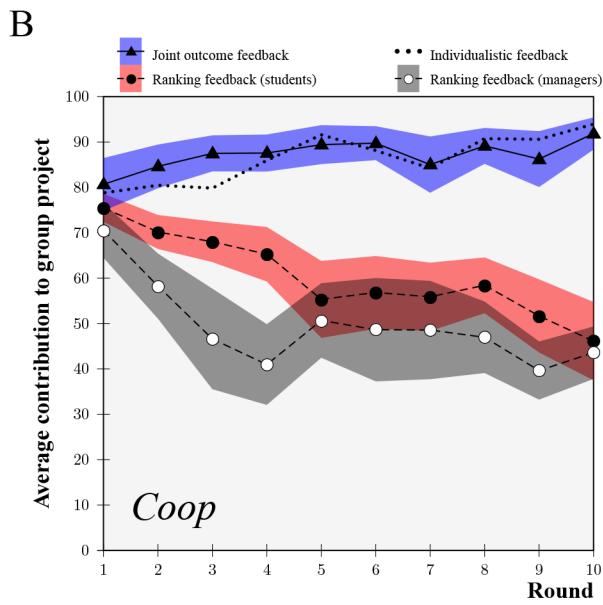 B
Joint outcome feedback
Individualistic feedback
Ranking feedback (students)
Ranking feedback (managers)
100
90
80
70
60
50
40
30
20
10
0
Average contribution to group project
Coop
1 2 3 4 5 6 7 8 9 10
Round